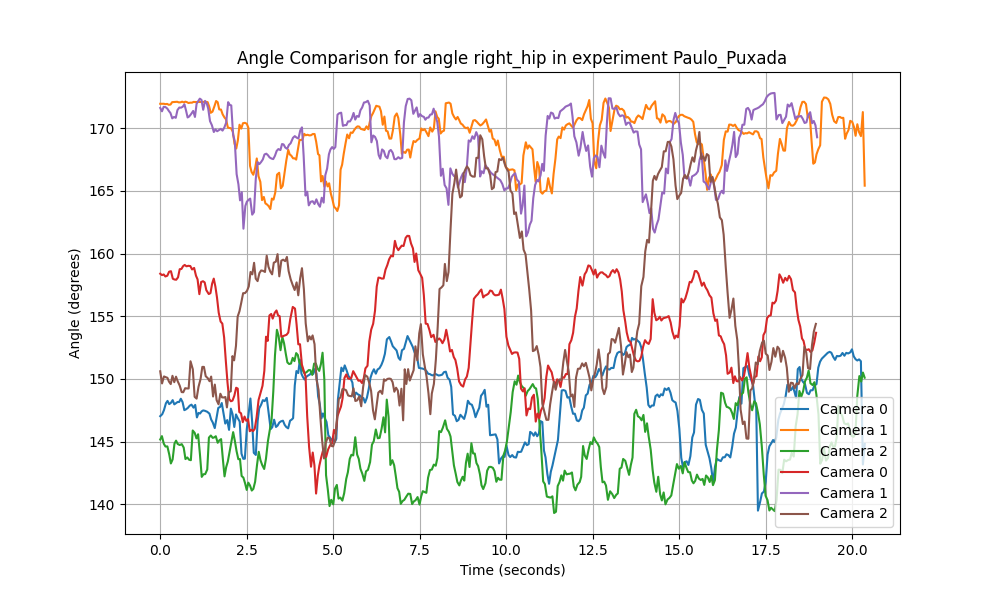 Angle Comparison for angle right_hip in experiment Paulo_Puxada
Angle (degrees)
170
165
160
155
150
145
140
0.0 2.5 5.0 7.5 10.0 12.5 15.0 17.5 20.0
Time (seconds)
Camera 0
Camera 1
Camera 2
Camera 0
Camera 1
Camera 2